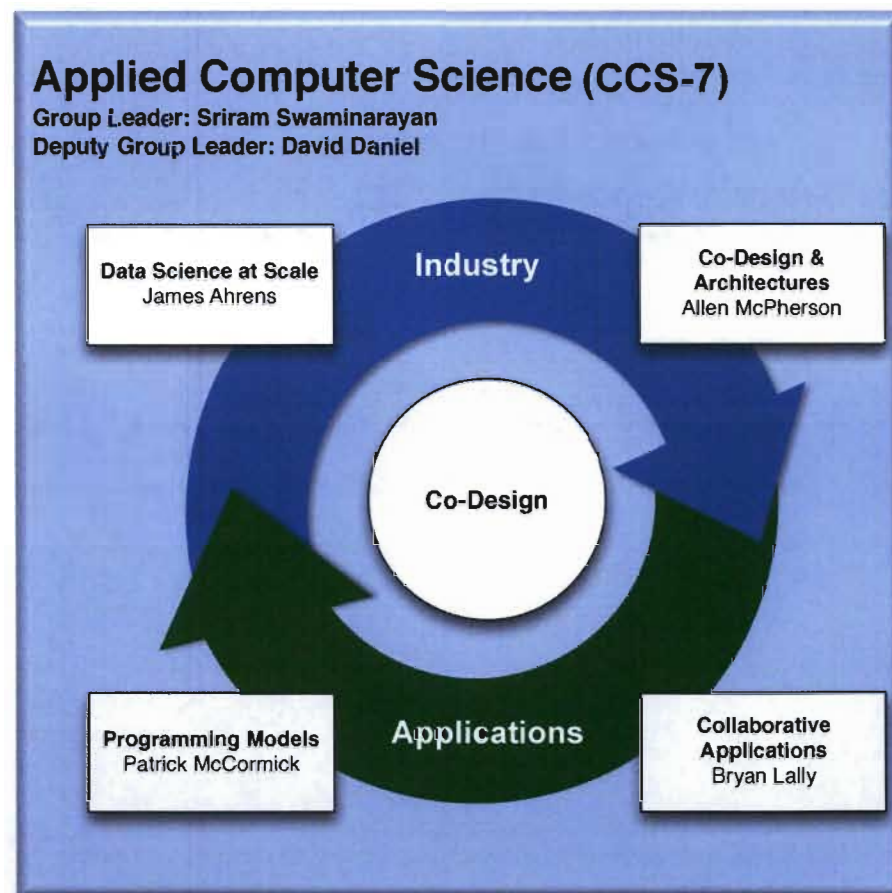 Applied Computer Science (CCS-7)
Group Leader: Sriram Swaminarayan
Deputy Group Leader: David Daniel
Data Science at Scale
James Ahrens
Industry
Co-Design &
Architectures
Allen McPherson
Co-Design
Programming Models
Patrick McCormick
Applications
Collaborative
Applications
Bryan Lally